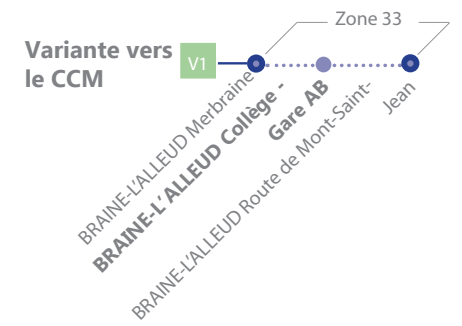 Zone 33
Variante vers
le CCM
V1
BRAINE-L'ALLEUD Merbraine
BRAINE-L'ALLEUD Collège -
Gare AB
BRAINE-L'ALLEUD Route de Mont-Saint-
Jean